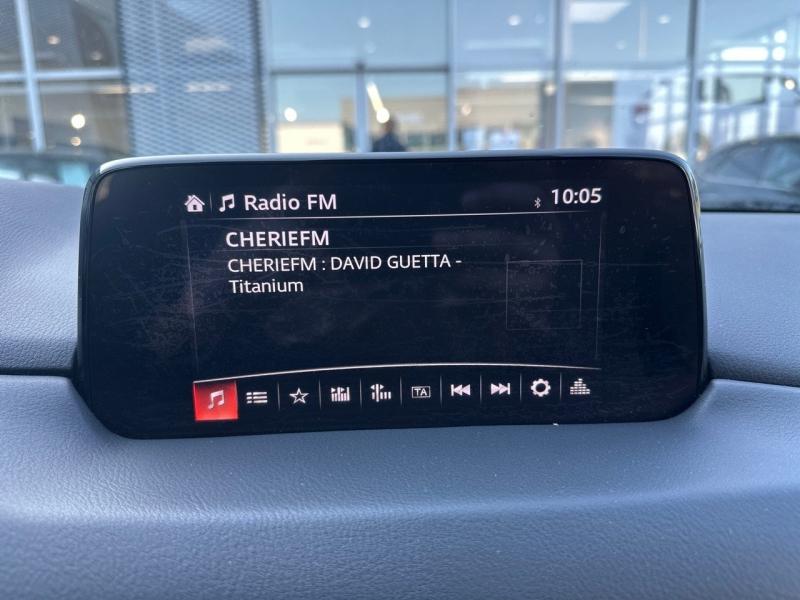 Radio FM
10:05
CHERIEFM
CHERIEFM : DAVID GUETTA -
Titanium
TA